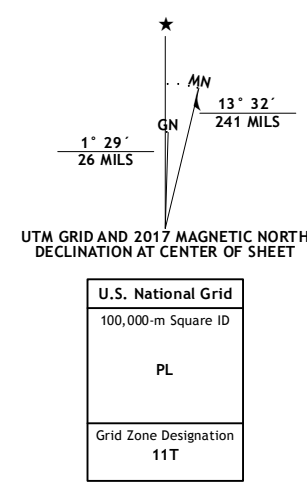 MN
GN
1° 29´
26 MILS
13° 32´
241 MILS
UTM GRID AND 2017 MAGNETIC NORTH
DECLINATION AT CENTER OF SHEET
U.S. National Grid
100,000-m Square ID
PL
Grid Zone Designation
11T